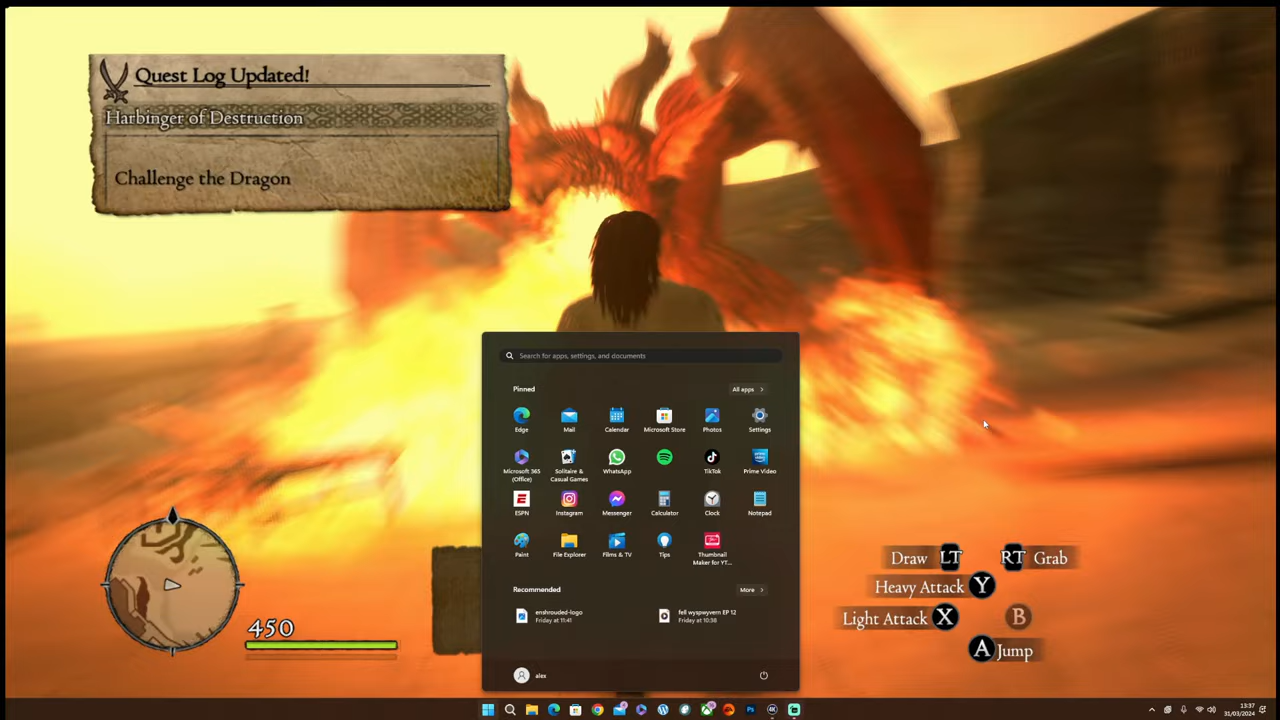 Quest Log Updated!
Harbinger of Destruction
Challenge the Dragon
Search for apps, settings, and documents
Pinned
All apps
Edge
Mail
Calendar
Microsoft Store
Photos
Settings
Microsoft 365
(Office)
Solitaire &
Casual Games
WhatsApp
TikTok
Prime Video
ESPN
Instagram
Messenger
Calculator
Clock
Notepad
Paint
File Explorer
Films & TV
Tips
Thumbnail
Maker for YT...
Recommended
More
enshrouded-logo
Friday at 11:41
fell wyspwyvern EP 12
Friday at 10:38
alex
450
Draw LT
RT Grab
Heavy Attack Y
Light Attack X
B
A Jump
13:37
31/03/2024